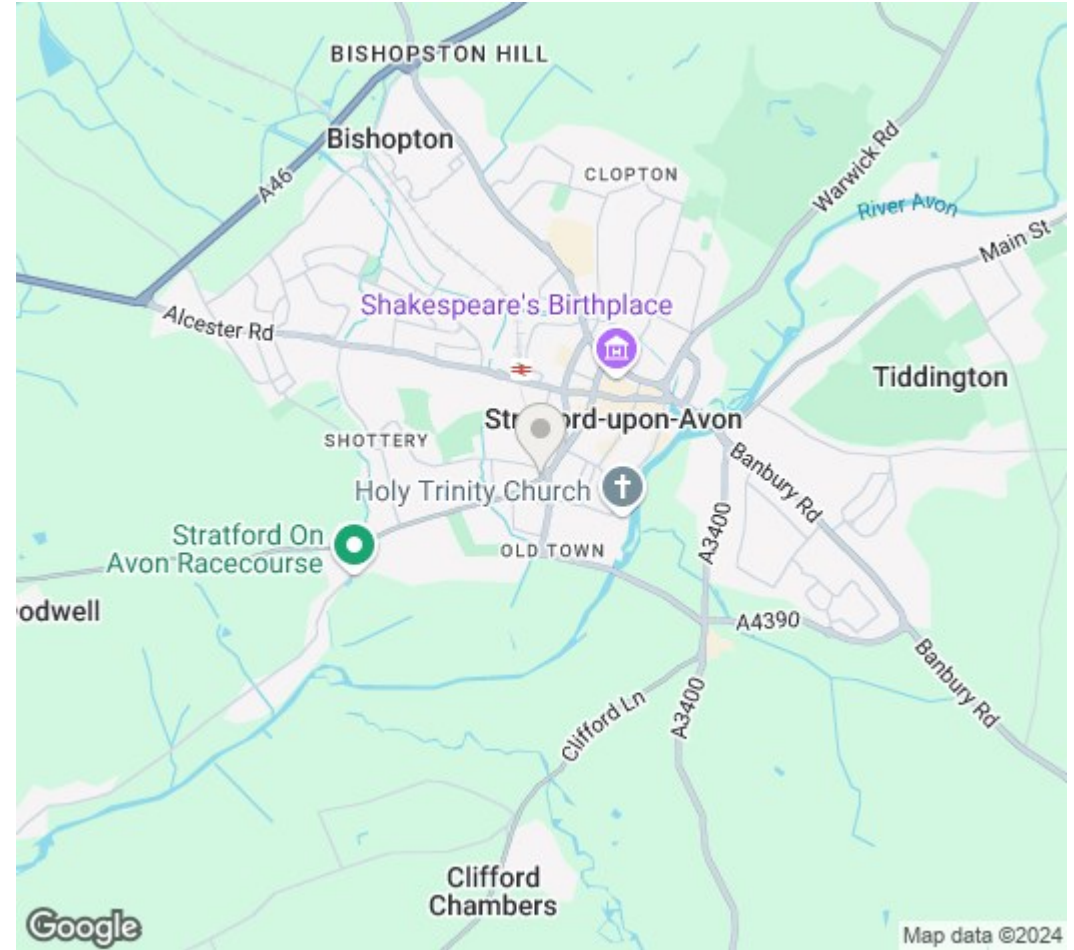 BISHOPSTON HILL
Bishopton
CLOPTON
A46
Warwick Rd
River Avon
Main St
Shakespeare's Birthplace
Alcester Rd
Tiddington
Stratford-upon-Avon
SHOTTERY
Banbury Rd
Holy Trinity Church
A3400
Stratford On
Avon Racecourse
OLD TOWN
odwell
A4390
Banbury Rd
Clifford Ln
A3400
Clifford
Chambers
Google
Map data ©2024